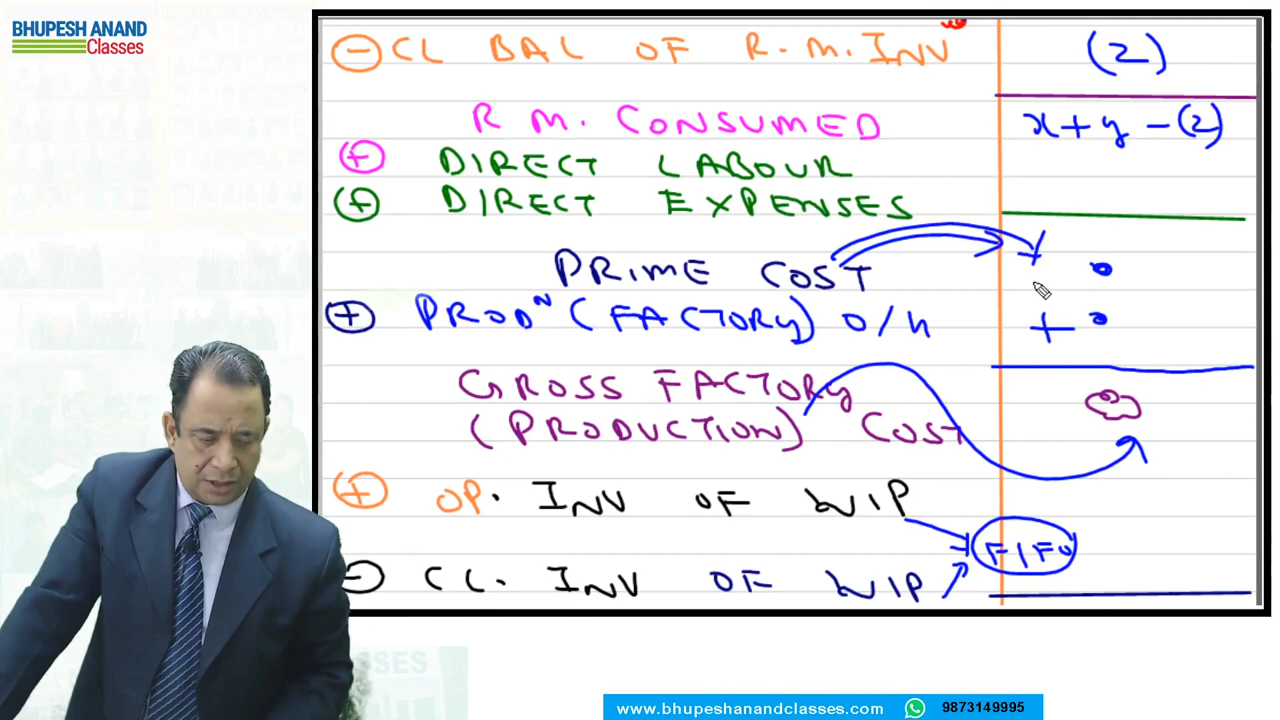 BHUPESH ANAND
Classes
⊖ CL BAL OF R.M. INV (2)
R M. CONSUMED x + y - (2)
⊕ DIRECT LABOUR
⊕ DIRECT EXPENSES
PRIME COST +
⊕ PRODN (FACTORY) O/H +
GROSS FACTORY
(PRODUCTION) COST
⊕ OP. INV OF WIP
FIFO
⊖ CL. INV OF WIP
SSES
www.bhupeshanandclasses.com 9873149995